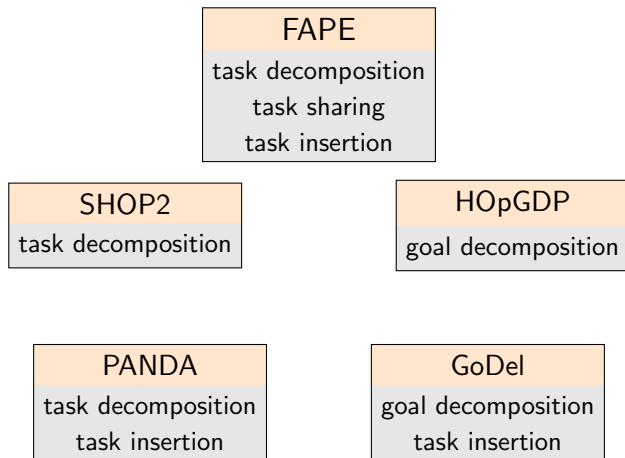 FAPE
task decomposition
task sharing
task insertion
SHOP2
task decomposition
HOpGDP
goal decomposition
PANDA
task decomposition
task insertion
GoDel
goal decomposition
task insertion